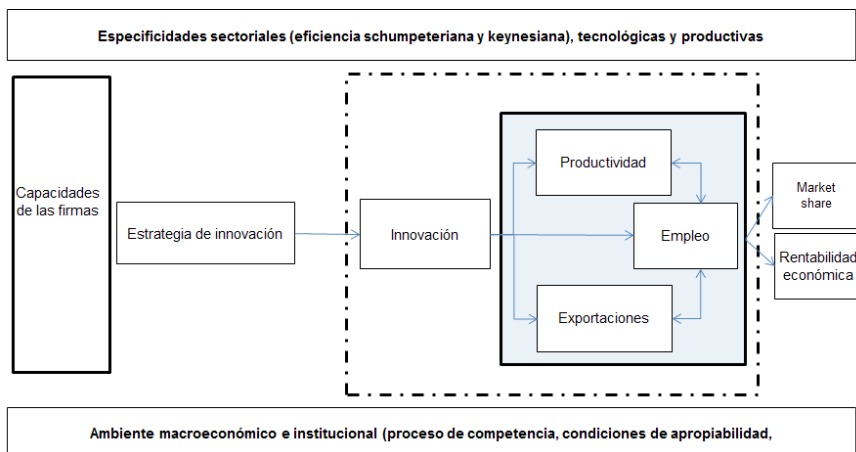 Especificidades sectoriales (eficiencia schumpeteriana y keynesiana), tecnológicas y productivas
Capacidades
de las firmas
Estrategia de innovación
Innovación
Productividad
Empleo
Exportaciones
Market
share
Rentabilidad
económica
Ambiente macroeconómico e institucional (proceso de competencia, condiciones de apropiabilidad,